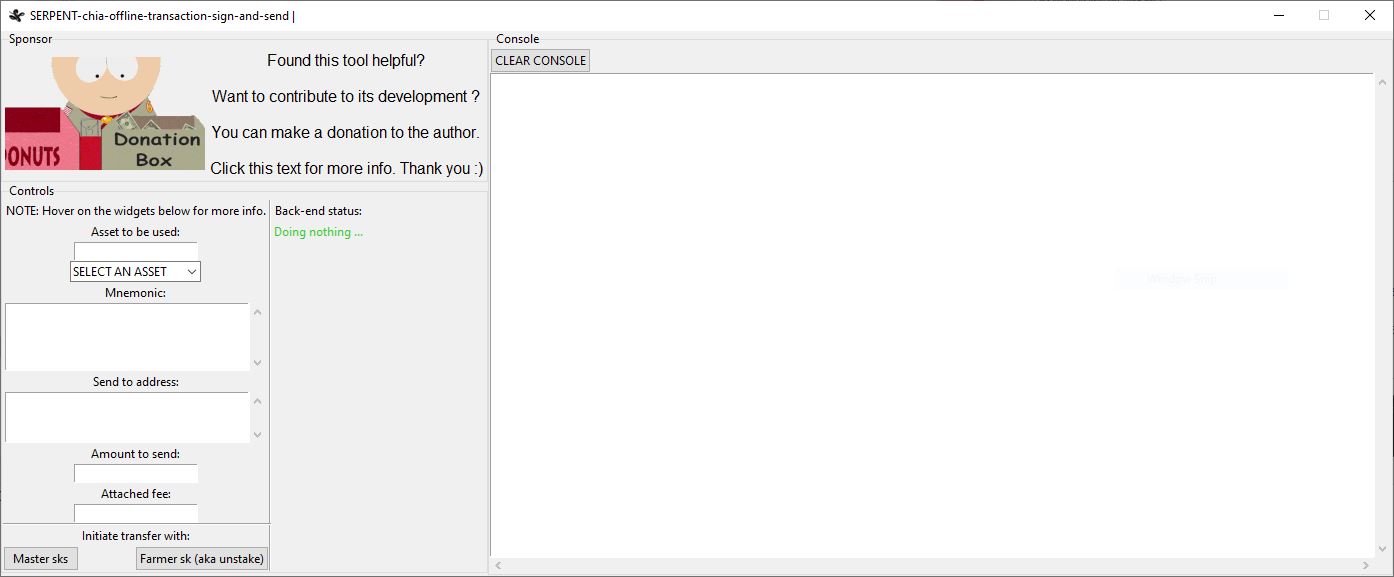 SERPENT-chia-offline-transaction-sign-and-send |
Sponsor
DONUTS
Donation
Box
Found this tool helpful?
Want to contribute to its development ?
You can make a donation to the author.
Click this text for more info. Thank you :)
Controls
NOTE: Hover on the widgets below for more info.
Asset to be used:
SELECT AN ASSET
Mnemonic:
Send to address:
Amount to send:
Attached fee:
Initiate transfer with:
Master sks
Farmer sk (aka unstake)
Back-end status:
Doing nothing ...
Console
CLEAR CONSOLE
Window Snip